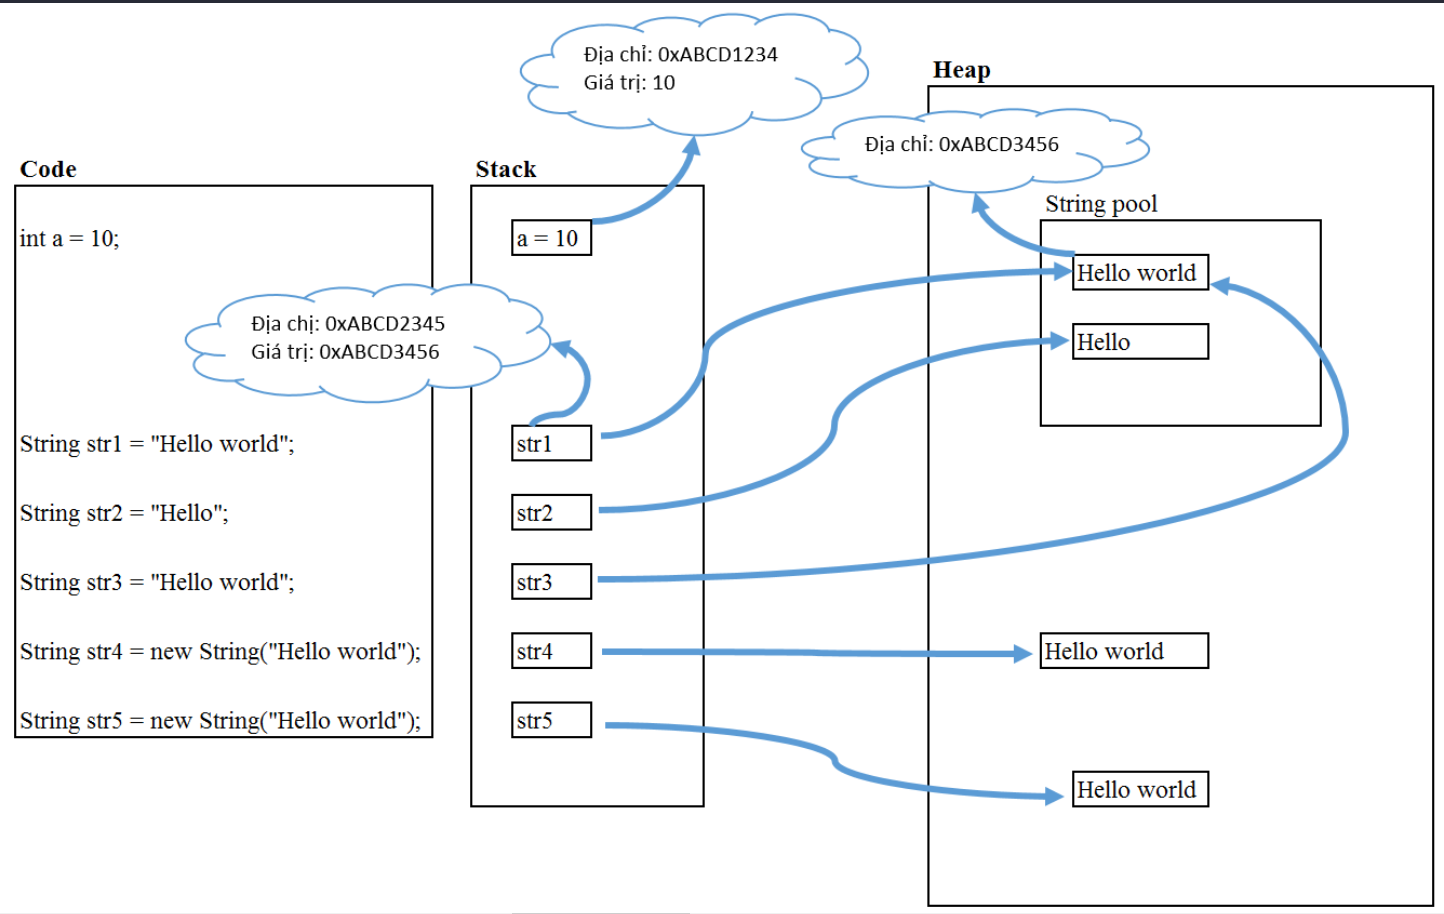 Địa chỉ: 0xABCD1234
Giá trị: 10
Heap
Địa chỉ: 0xABCD3456
Code
Stack
String pool
int a = 10;
a = 10
Hello world
Địa chị: 0xABCD2345
Giá trị: 0xABCD3456
Hello
String str1 = "Hello world";
str1
String str2 = "Hello";
str2
String str3 = "Hello world";
str3
String str4 = new String("Hello world");
str4
Hello world
String str5 = new String("Hello world");
str5
Hello world